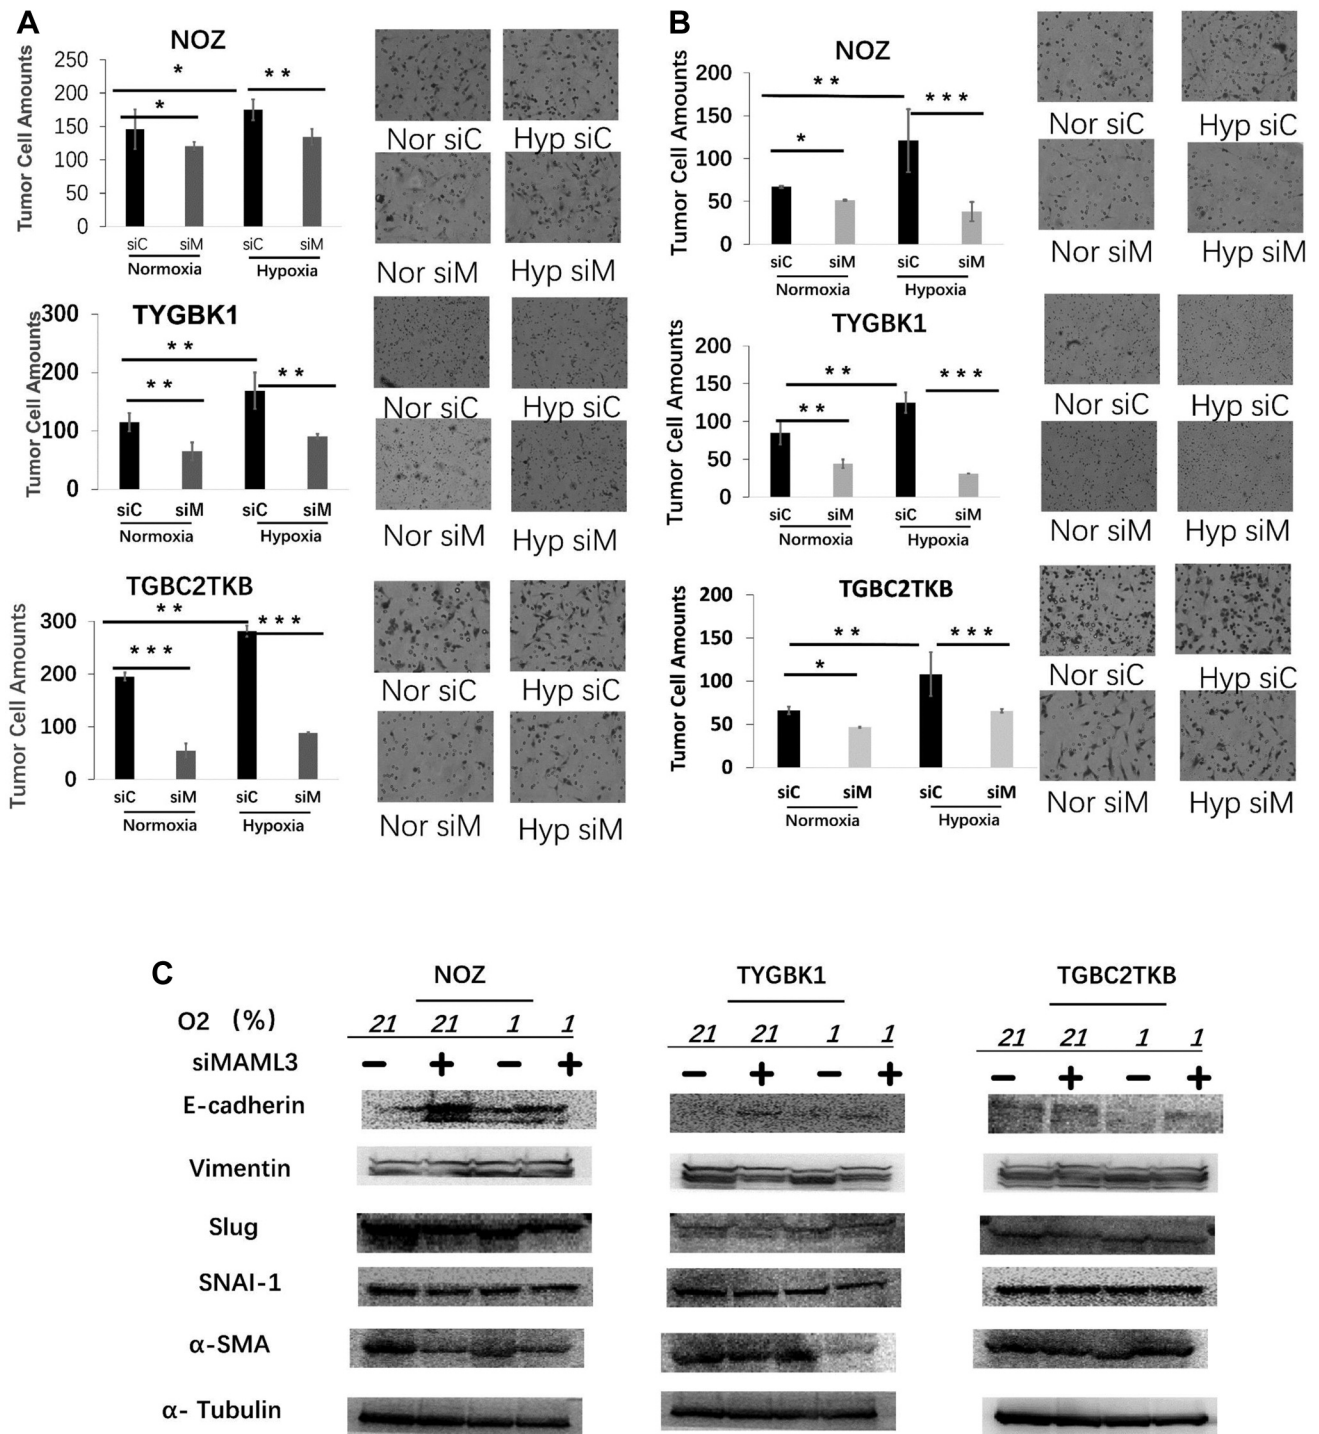 A
NOZ
Tumor Cell Amounts
250
200
150
100
50
0
*
*
* *
siC siM siC siM
Normoxia Hypoxia
Nor siC Hyp siC
Nor siM Hyp siM
TYGBK1
Tumor Cell Amounts
300
200
100
0
* *
* *
* *
siC siM siC siM
Normoxia Hypoxia
Nor siC Hyp siC
Nor siM Hyp siM
TGBC2TKB
Tumor Cell Amounts
300
200
100
0
* *
* * *
* * *
siC siM siC siM
Normoxia Hypoxia
Nor siC Hyp siC
Nor siM Hyp siM
B
NOZ
Tumor Cell Amounts
200
150
100
50
0
* *
*
* * *
siC siM siC siM
Normoxia Hypoxia
Nor siC Hyp siC
Nor siM Hyp siM
TYGBK1
Tumor Cell Amounts
200
150
100
50
0
* *
* *
* * *
siC siM siC siM
Normoxia Hypoxia
Nor siC Hyp siC
Nor siM Hyp siM
TGBC2TKB
Tumor Cell Amounts
200
150
100
50
0
* *
*
* * *
siC siM siC siM
Normoxia Hypoxia
Nor siC Hyp siC
Nor siM Hyp siM
C
NOZ TYGBK1 TGBC2TKB
O2 (%) 21 21 1 1 21 21 1 1 21 21 1 1
siMAML3 − + − + − + − + − + − +
E-cadherin
Vimentin
Slug
SNAI-1
α-SMA
α- Tubulin